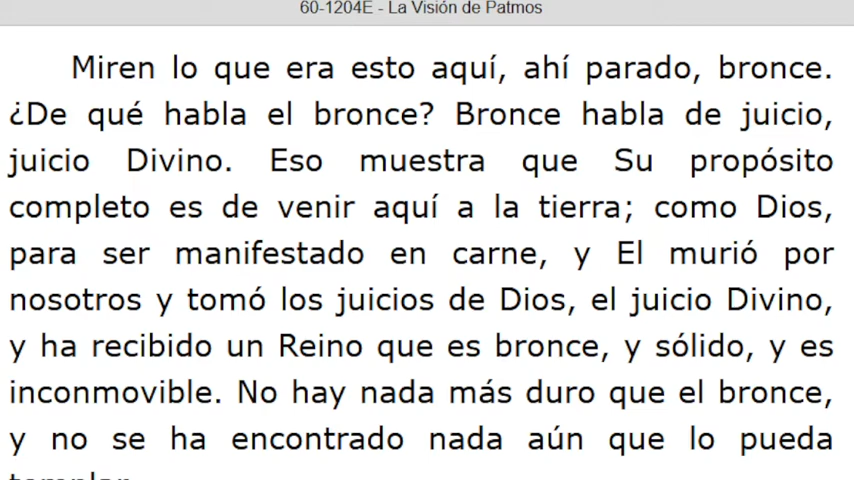 60-1204E - La Visión de Patmos
Miren lo que era esto aquí, ahí parado, bronce.
¿De qué habla el bronce? Bronce habla de juicio,
juicio Divino. Eso muestra que Su propósito
completo es de venir aquí a la tierra; como Dios,
para ser manifestado en carne, y El murió por
nosotros y tomó los juicios de Dios, el juicio Divino,
y ha recibido un Reino que es bronce, y sólido, y es
inconmovible. No hay nada más duro que el bronce,
y no se ha encontrado nada aún que lo pueda